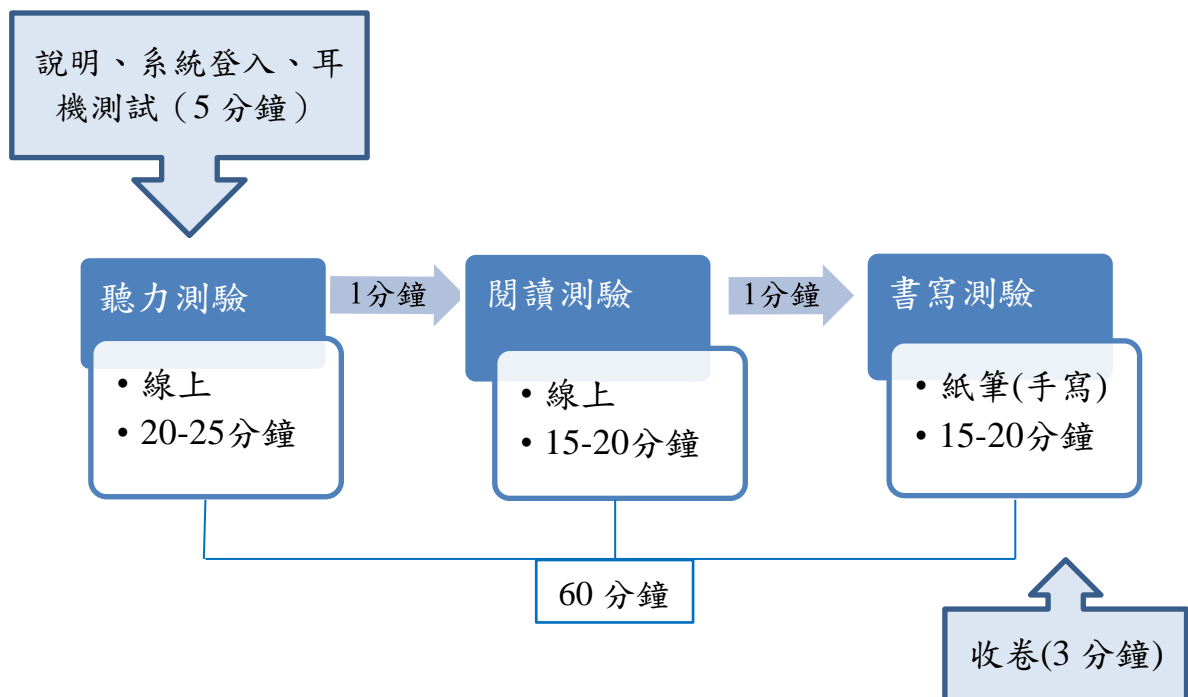 說明、系統登入、耳
機測試（5 分鐘）
聽力測驗
• 線上
• 20-25分鐘
1分鐘
閱讀測驗
• 線上
• 15-20分鐘
1分鐘
書寫測驗
• 紙筆(手寫)
• 15-20分鐘
60 分鐘
收卷(3 分鐘)